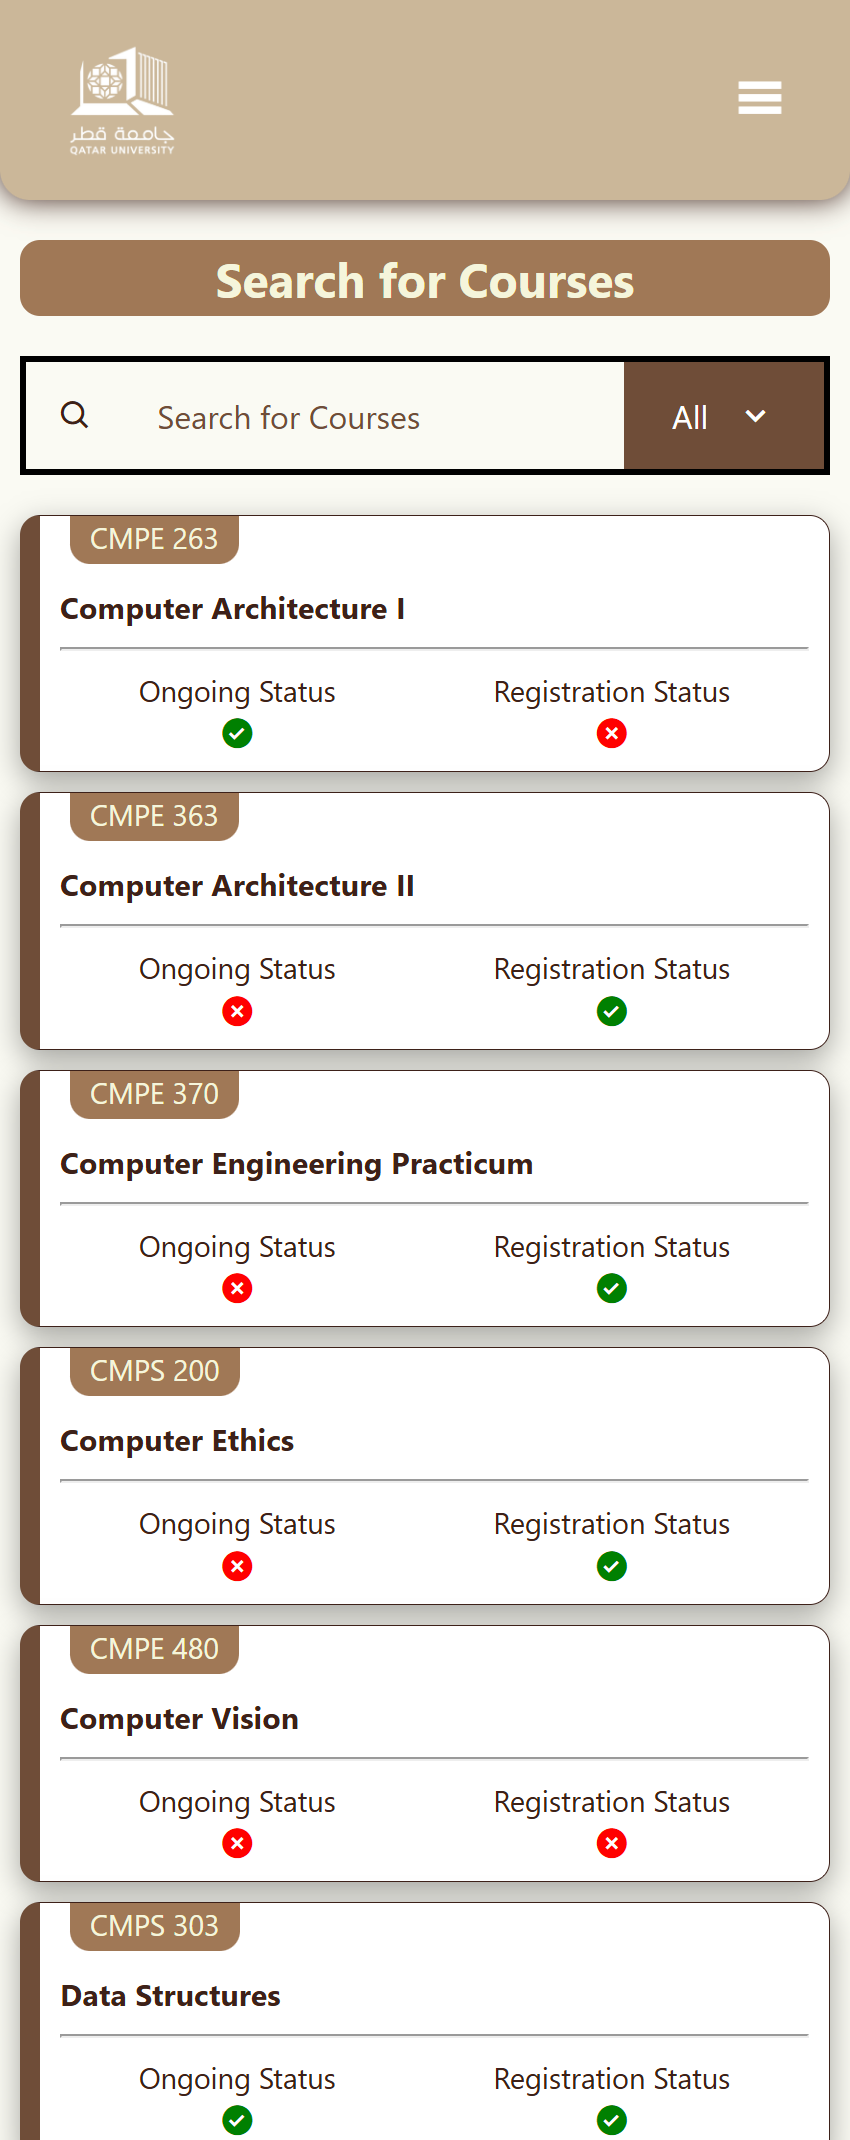 جامعة قطر
QATAR UNIVERSITY
Search for Courses
Search for Courses
All
CMPE 263
Computer Architecture I
Ongoing Status Registration Status
CMPE 363
Computer Architecture II
Ongoing Status Registration Status
CMPE 370
Computer Engineering Practicum
Ongoing Status Registration Status
CMPS 200
Computer Ethics
Ongoing Status Registration Status
CMPE 480
Computer Vision
Ongoing Status Registration Status
CMPS 303
Data Structures
Ongoing Status Registration Status